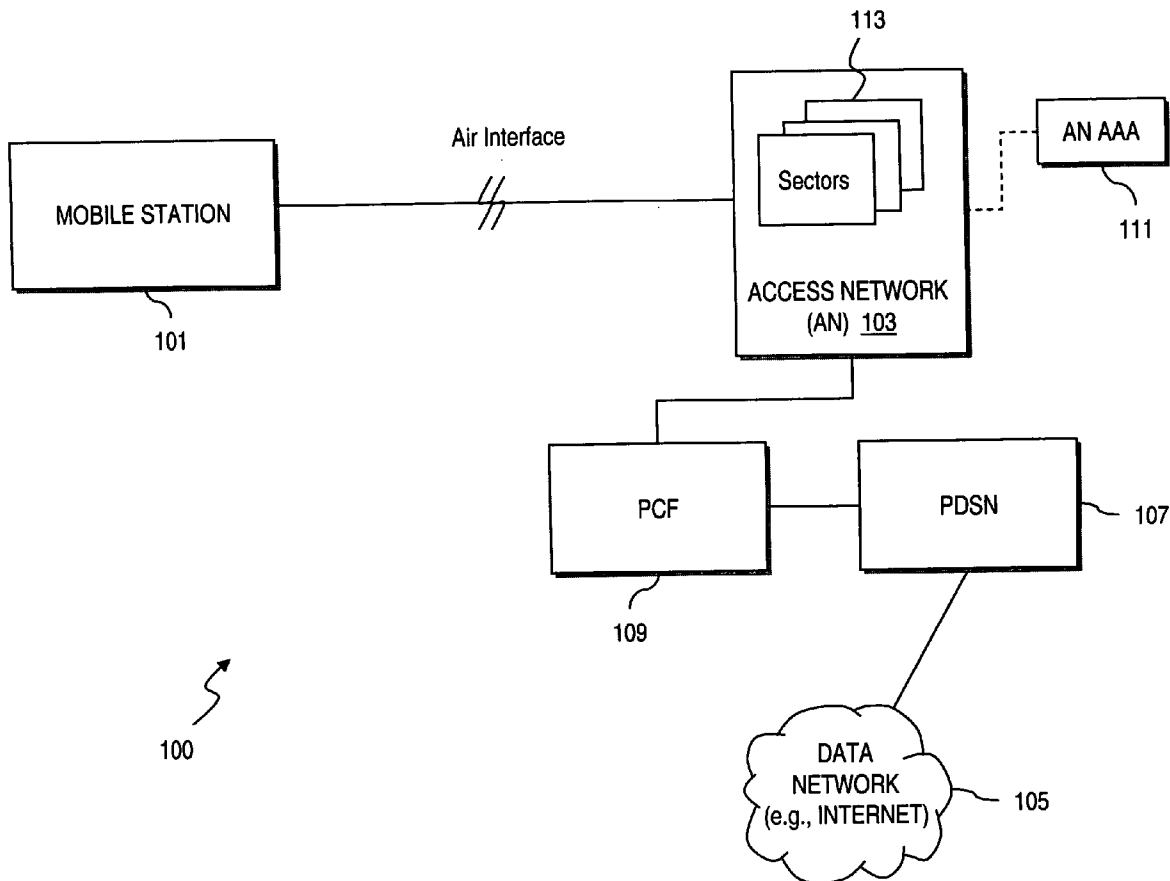 113
Air Interface
AN AAA
MOBILE STATION
Sectors
111
ACCESS NETWORK
(AN) 103
101
PCF
PDSN
107
109
100
DATA
NETWORK
(e.g., INTERNET)
105